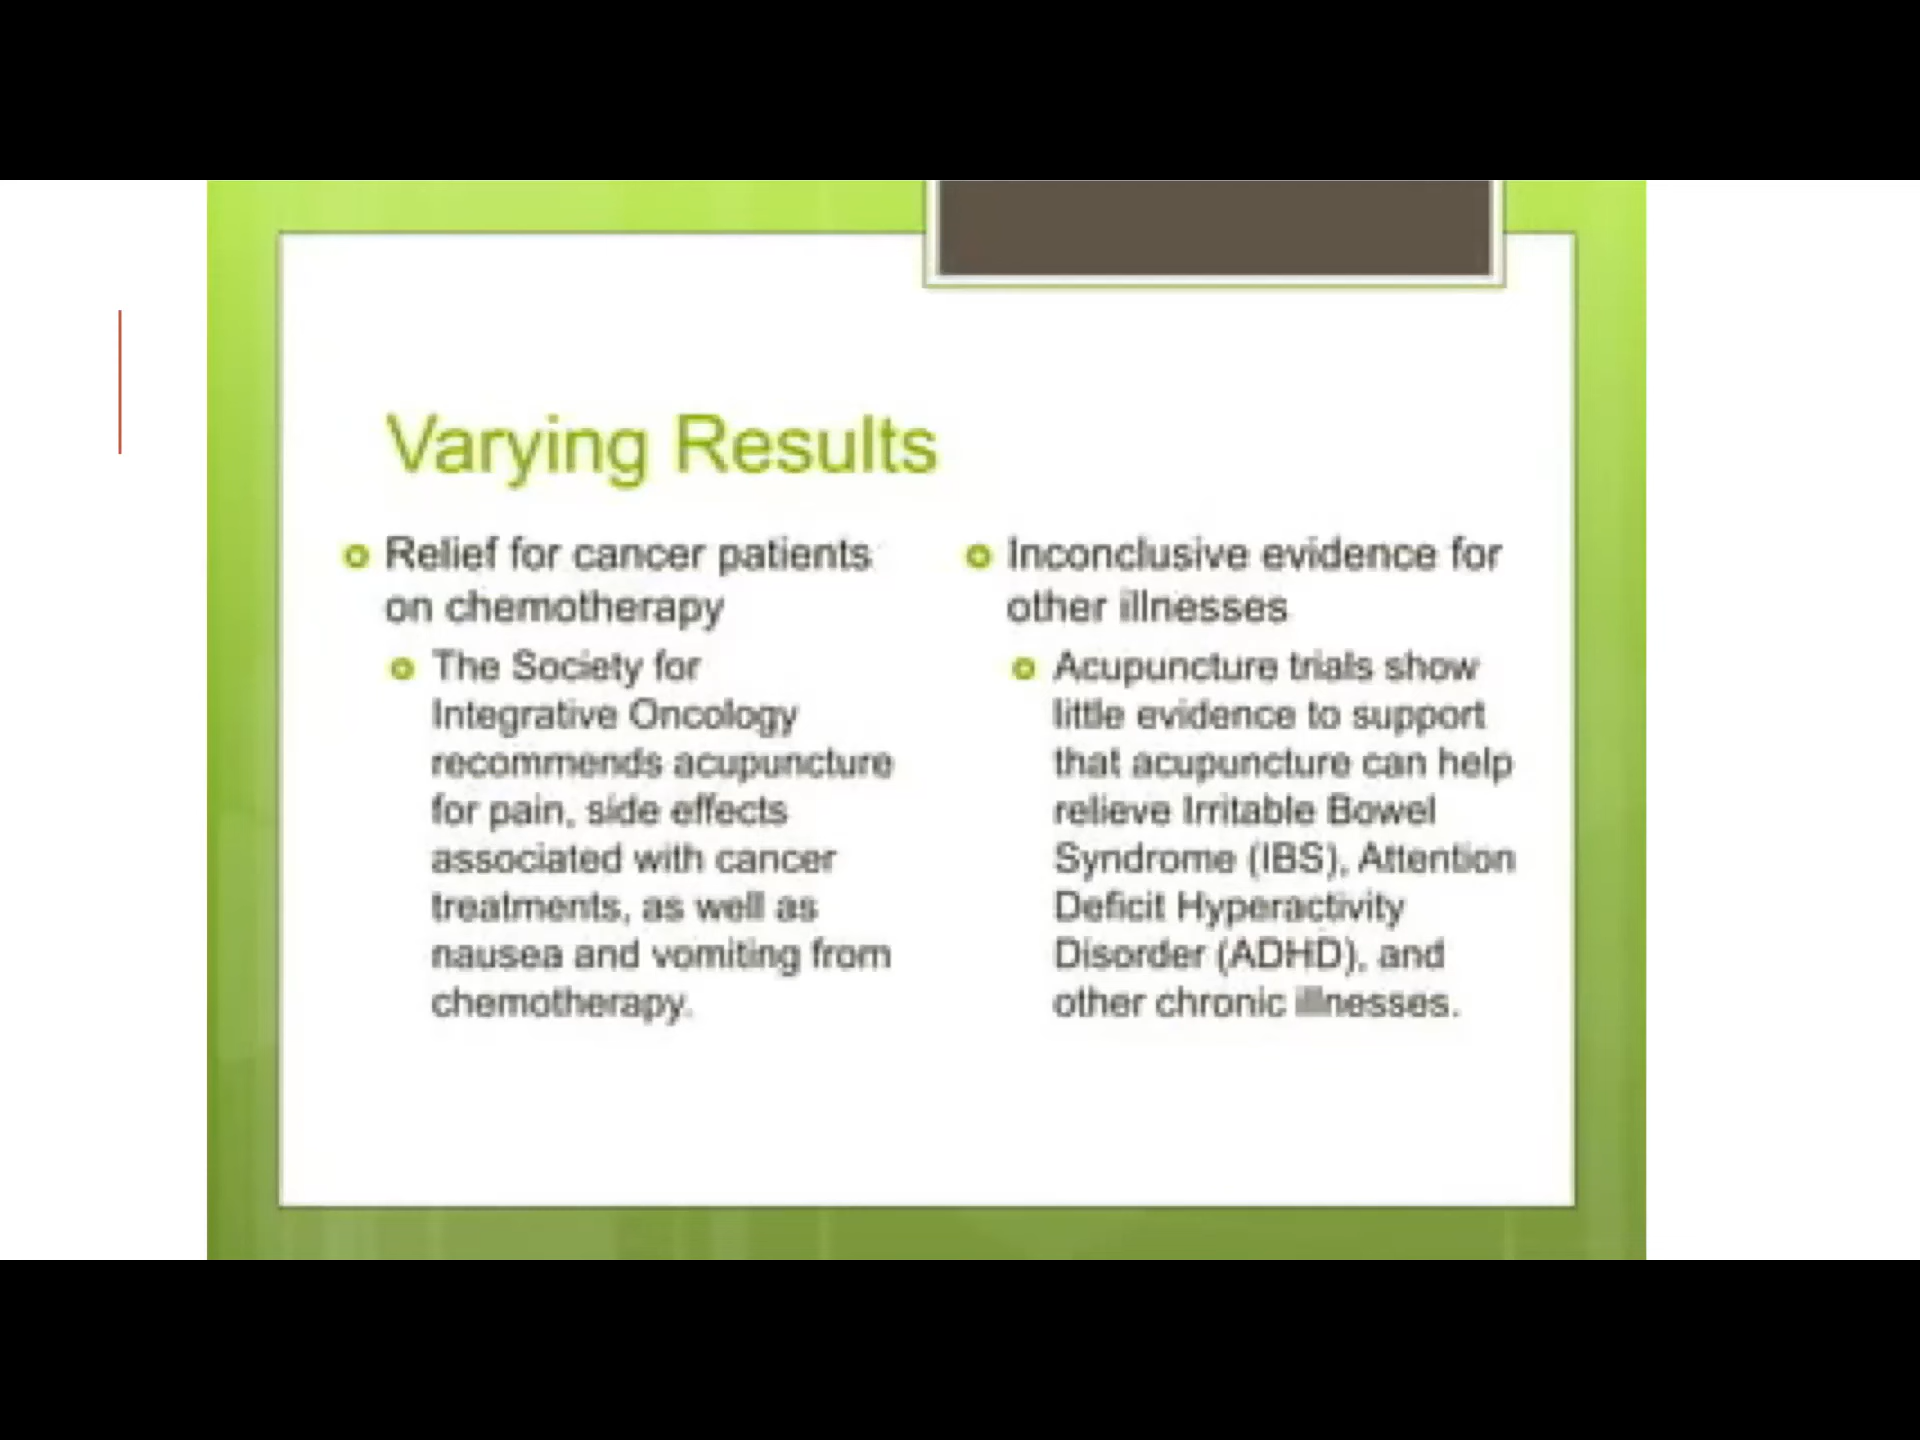 Varying Results
Relief for cancer patients
on chemotherapy
The Society for
Integrative Oncology
recommends acupuncture
for pain, side effects
associated with cancer
treatments, as well as
nausea and vomiting from
chemotherapy.
Inconclusive evidence for
other illnesses
Acupuncture trials show
little evidence to support
that acupuncture can help
relieve Irritable Bowel
Syndrome (IBS), Attention
Deficit Hyperactivity
Disorder (ADHD), and
other chronic illnesses.